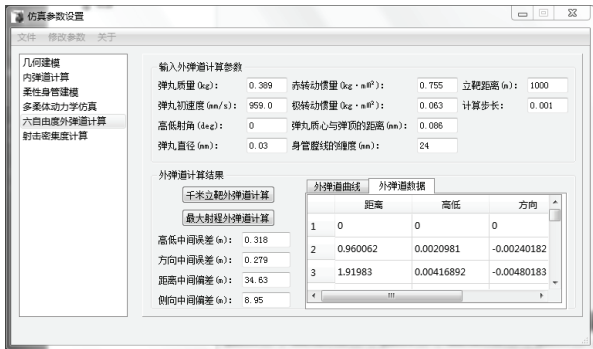 仿真参数设置
文件 修改参数 关于
几何建模
内弹道计算
柔性身管建模
多柔体动力学仿真
六自由度外弹道计算
射击密集度计算
输入外弹道计算参数
弹丸质量(kg): 0.389 赤转动惯量(kg·mm²): 0.755 立靶距离(m): 1000
弹丸初速度(mm/s): 959.0 极转动惯量(kg·mm²): 0.063 计算步长: 0.001
高低射角(deg): 0 弹丸质心与弹顶的距离(mm): 0.086
弹丸直径(mm): 0.03 身管膛线的缠度(mm): 24
外弹道计算结果
千米立靶外弹道计算
最大射程外弹道计算
高低中间误差(m): 0.318
方向中间误差(m): 0.279
距离中间偏差(m): 34.63
侧向中间偏差(m): 8.95
外弹道曲线 外弹道数据
距离 高低 方向
1 0 0 0
2 0.960062 0.0020981 -0.00240182
3 1.91983 0.00416892 -0.00480183